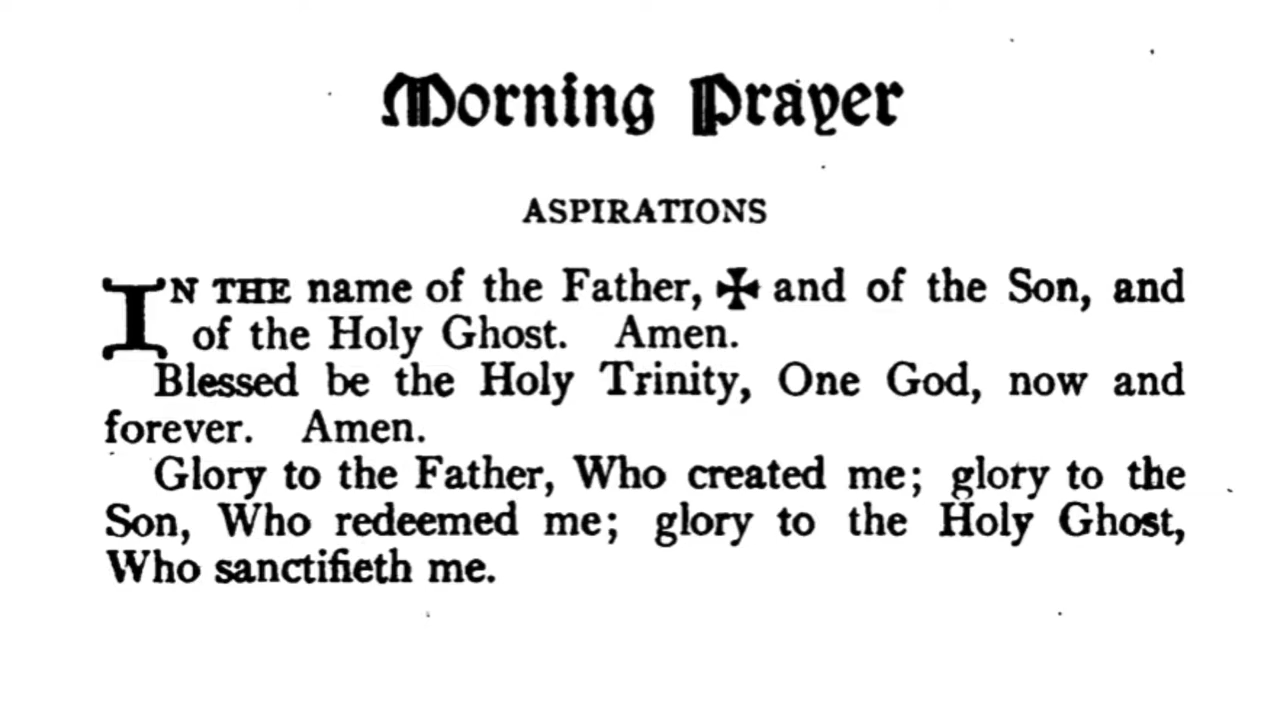 Morning Prayer
ASPIRATIONS
IN THE name of the Father, ✠ and of the Son, and
of the Holy Ghost. Amen.
Blessed be the Holy Trinity, One God, now and
forever. Amen.
Glory to the Father, Who created me; glory to the
Son, Who redeemed me; glory to the Holy Ghost,
Who sanctifieth me.